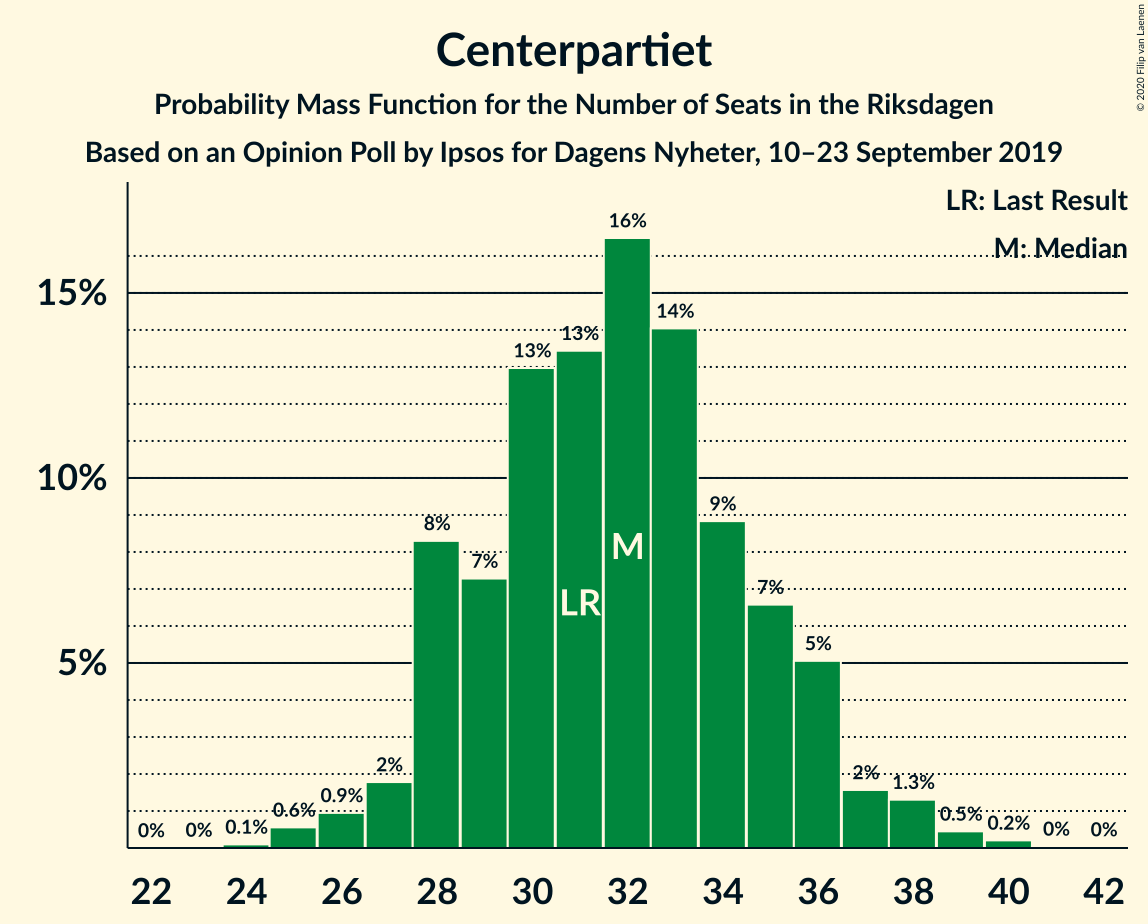 Centerpartiet
Probability Mass Function for the Number of Seats in the Riksdagen
Based on an Opinion Poll by Ipsos for Dagens Nyheter, 10–23 September 2019
© 2020 Filip van Laenen
LR: Last Result
M: Median
15%
10%
5%
0%
0%
0.1%
0.6%
0.9%
2%
8%
7%
13%
13%
16%
14%
9%
7%
5%
2%
1.3%
0.5%
0.2%
0%
0%
LR
M
22 24 26 28 30 32 34 36 38 40 42